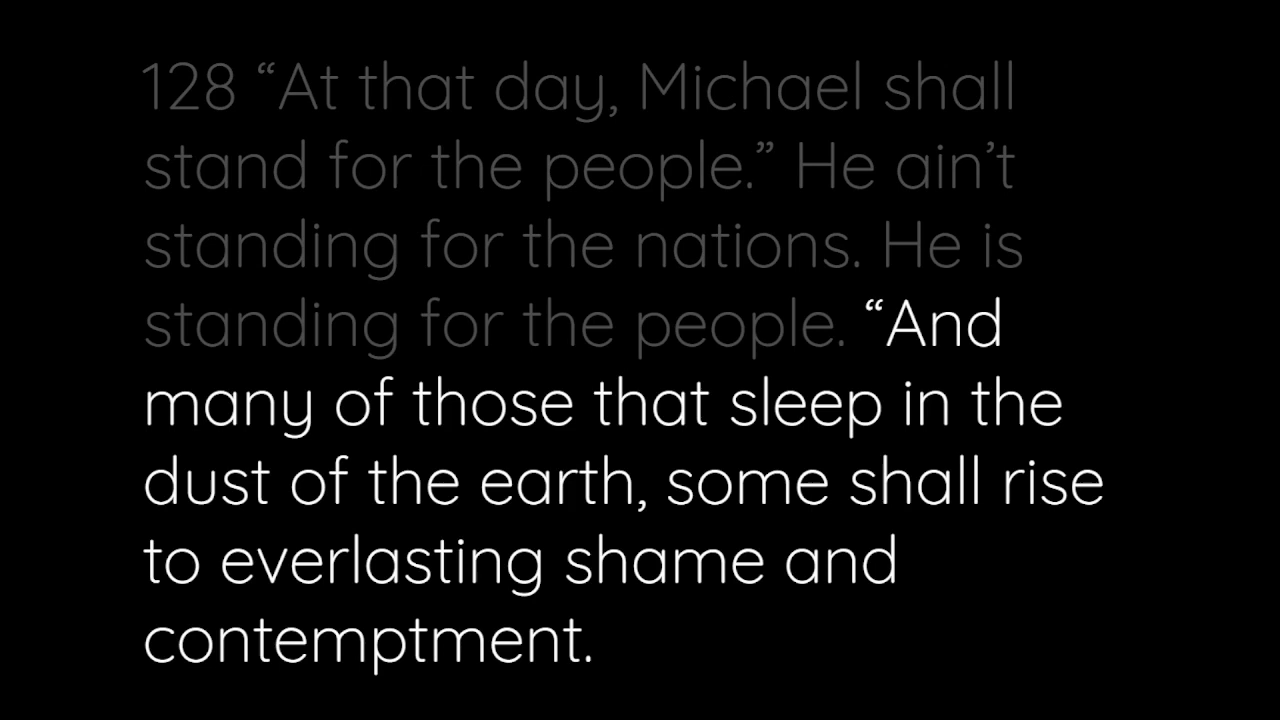 128 “At that day, Michael shall
stand for the people.” He ain’t
standing for the nations. He is
standing for the people. “And
many of those that sleep in the
dust of the earth, some shall rise
to everlasting shame and
contemptment.